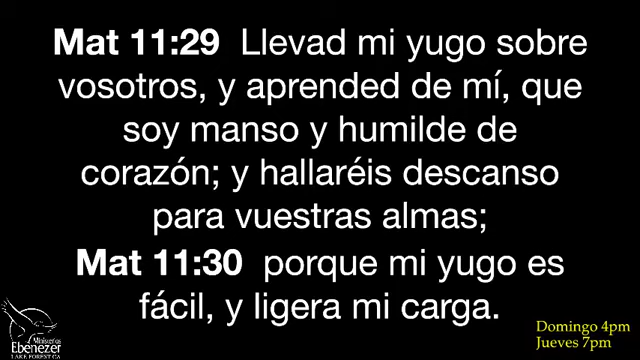 Mat 11:29 Llevad mi yugo sobre
vosotros, y aprended de mí, que
soy manso y humilde de
corazón; y hallaréis descanso
para vuestras almas;
Mat 11:30 porque mi yugo es
fácil, y ligera mi carga.
Ministerios
Ebenezer
LAKE FOREST CA
Domingo 4pm
Jueves 7pm